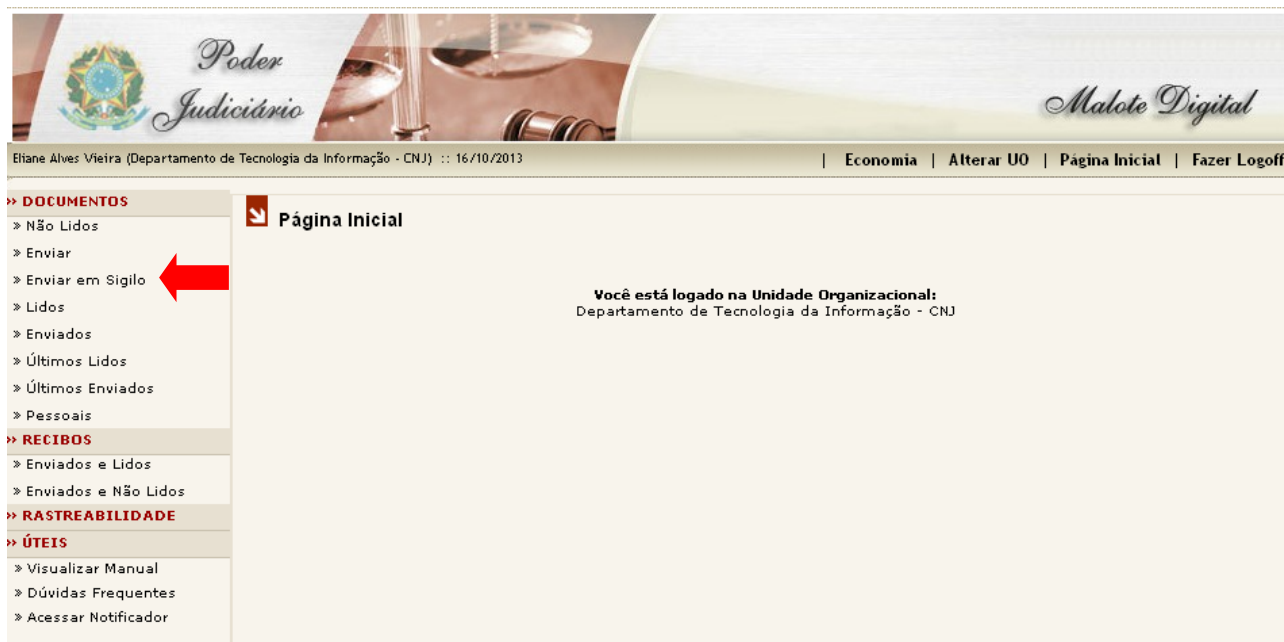 Poder
Judiciário
Malote Digital
Eliane Alves Vieira (Departamento de Tecnologia da Informação - CNJ) :: 16/10/2013
| Economia | Alterar UO | Página Inicial | Fazer Logoff
» DOCUMENTOS
» Não Lidos
» Enviar
» Enviar em Sigilo
» Lidos
» Enviados
» Últimos Lidos
» Últimos Enviados
» Pessoais
» RECIBOS
» Enviados e Lidos
» Enviados e Não Lidos
» RASTREABILIDADE
» ÚTEIS
» Visualizar Manual
» Dúvidas Frequentes
» Acessar Notificador
Página Inicial
Você está logado na Unidade Organizacional:
Departamento de Tecnologia da Informação - CNJ